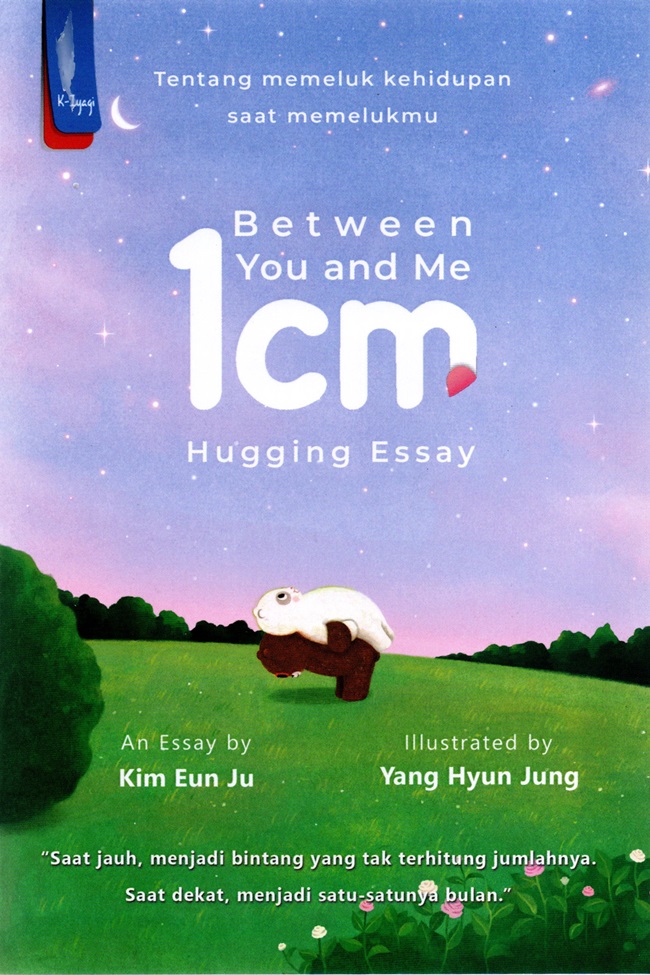 K-Iyagi
Tentang memeluk kehidupan
saat memelukmu
Between
You and Me
1cm
Hugging Essay
An Essay by
Kim Eun Ju
Illustrated by
Yang Hyun Jung
“Saat jauh, menjadi bintang yang tak terhitung jumlahnya.
Saat dekat, menjadi satu-satunya bulan.”